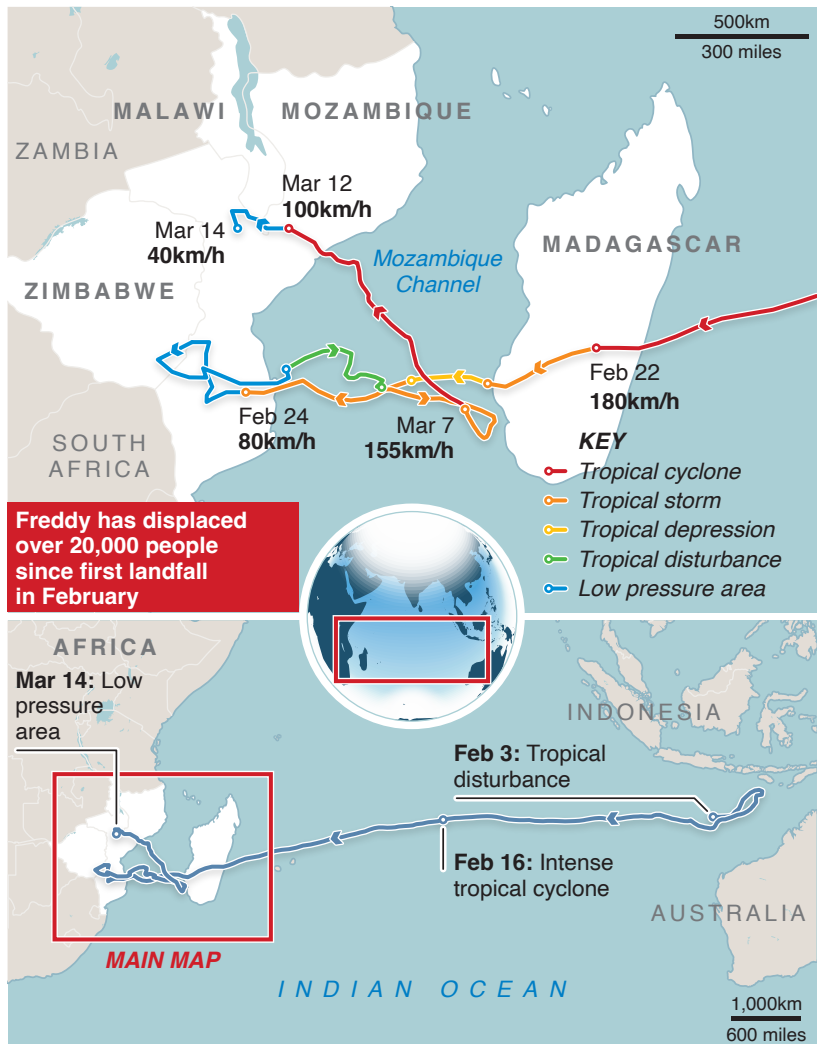 500km
300 miles
MALAWI
MOZAMBIQUE
ZAMBIA
Mar 12
100km/h
Mar 14
40km/h
Mozambique
Channel
MADAGASCAR
ZIMBABWE
Feb 22
180km/h
Feb 24
80km/h
Mar 7
155km/h
SOUTH
AFRICA
KEY
Tropical cyclone
Tropical storm
Tropical depression
Tropical disturbance
Low pressure area
Freddy has displaced
over 20,000 people
since first landfall
in February
AFRICA
Mar 14: Low
pressure
area
INDONESIA
Feb 3: Tropical
disturbance
Feb 16: Intense
tropical cyclone
AUSTRALIA
MAIN MAP
INDIAN OCEAN
1,000km
600 miles